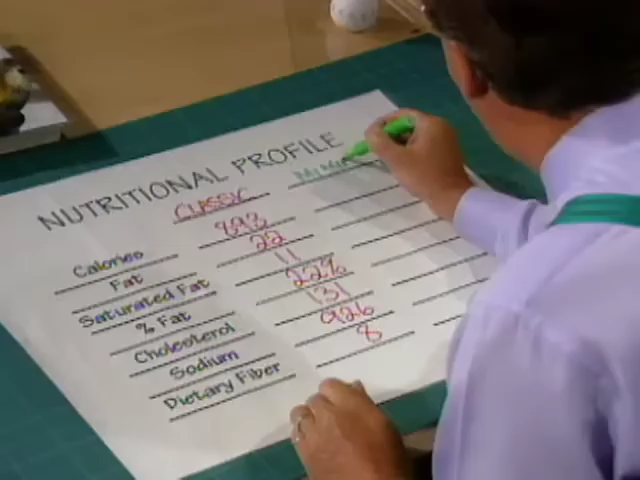 NUTRITIONAL PROFILE
CLASSIC
Calories 893
Fat 22
Saturated Fat 11
% Fat 22%
Cholesterol 131
Sodium 926
Dietary Fiber 8